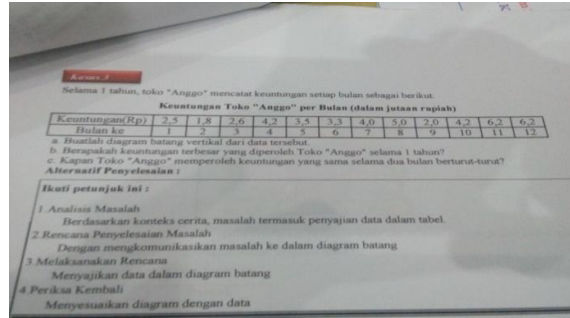 Kasus 3
Selama 1 tahun, toko "Anggo" mencatat keuntungan setiap bulan sebagai berikut.
Keuntungan Toko "Anggo" per Bulan (dalam jutaan rupiah)
Keuntungan(Rp) 2,5 1,8 2,6 4,2 3,5 3,3 4,0 5,0 2,0 4,2 6,2 6,2
Bulan ke 1 2 3 4 5 6 7 8 9 10 11 12
a. Buatlah diagram batang vertikal dari data tersebut.
b. Berapakah keuntungan terbesar yang diperoleh Toko "Anggo" selama 1 tahun?
c. Kapan Toko "Anggo" memperoleh keuntungan yang sama selama dua bulan berturut-turut?
Alternatif Penyelesaian :
Ikuti petunjuk ini :
1 Analisis Masalah
Berdasarkan konteks cerita, masalah termasuk penyajian data dalam tabel.
2 Rencana Penyelesaian Masalah
Dengan mengkomunikasikan masalah ke dalam diagram batang
3 Melaksanakan Rencana
Menyajikan data dalam diagram batang
4 Periksa Kembali
Menyesuaikan diagram dengan data